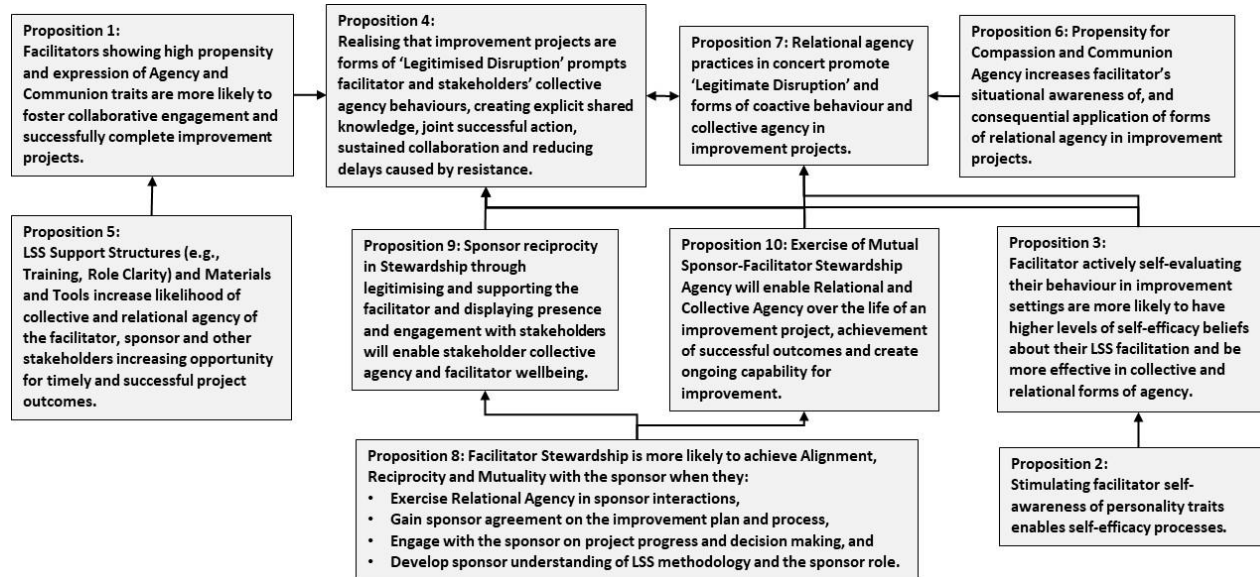 Proposition 1:
Facilitators showing high propensity
and expression of Agency and
Communion traits are more likely to
foster collaborative engagement and
successfully complete improvement
projects.
Proposition 4:
Realising that improvement projects are
forms of ‘Legitimised Disruption’ prompts
facilitator and stakeholders’ collective
agency behaviours, creating explicit shared
knowledge, joint successful action,
sustained collaboration and reducing
delays caused by resistance.
Proposition 7: Relational agency
practices in concert promote
‘Legitimate Disruption’ and
forms of coactive behaviour and
collective agency in
improvement projects.
Proposition 6: Propensity for
Compassion and Communion
Agency increases facilitator’s
situational awareness of, and
consequential application of forms
of relational agency in improvement
projects.
Proposition 5:
LSS Support Structures (e.g.,
Training, Role Clarity) and Materials
and Tools increase likelihood of
collective and relational agency of
the facilitator, sponsor and other
stakeholders increasing opportunity
for timely and successful project
outcomes.
Proposition 9: Sponsor reciprocity
in Stewardship through
legitimising and supporting the
facilitator and displaying presence
and engagement with stakeholders
will enable stakeholder collective
agency and facilitator wellbeing.
Proposition 10: Exercise of Mutual
Sponsor-Facilitator Stewardship
Agency will enable Relational and
Collective Agency over the life of an
improvement project, achievement
of successful outcomes and create
ongoing capability for
improvement.
Proposition 3:
Facilitator actively self-evaluating
their behaviour in improvement
settings are more likely to have
higher levels of self-efficacy beliefs
about their LSS facilitation and be
more effective in collective and
relational forms of agency.
Proposition 8: Facilitator Stewardship is more likely to achieve Alignment,
Reciprocity and Mutuality with the sponsor when they:
• Exercise Relational Agency in sponsor interactions,
• Gain sponsor agreement on the improvement plan and process,
• Engage with the sponsor on project progress and decision making, and
• Develop sponsor understanding of LSS methodology and the sponsor role.
Proposition 2:
Stimulating facilitator self-
awareness of personality traits
enables self-efficacy processes.